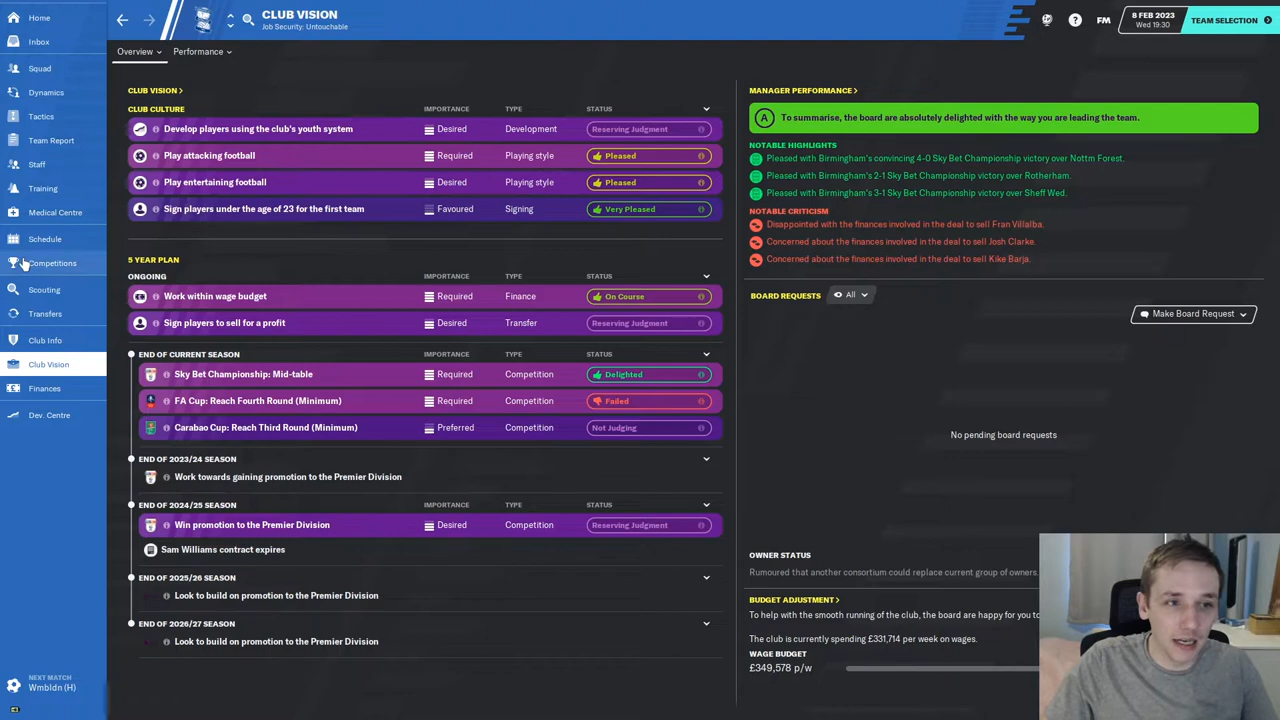 Home
CLUB VISION
Job Security: Untouchable
FM
8 FEB 2023
Wed 19:30
TEAM SELECTION
Inbox
Squad
Dynamics
Tactics
Team Report
Staff
Training
Medical Centre
Schedule
Competitions
Scouting
Transfers
Club Info
Club Vision
Finances
Dev. Centre
NEXT MATCH
Wmbldn (H)
Overview
Performance
CLUB VISION >
CLUB CULTURE IMPORTANCE TYPE STATUS
Develop players using the club's youth system Desired Development Reserving Judgment
Play attacking football Required Playing style Pleased
Play entertaining football Desired Playing style Pleased
Sign players under the age of 23 for the first team Favoured Signing Very Pleased
5 YEAR PLAN
ONGOING IMPORTANCE TYPE STATUS
Work within wage budget Required Finance On Course
Sign players to sell for a profit Desired Transfer Reserving Judgment
END OF CURRENT SEASON IMPORTANCE TYPE STATUS
Sky Bet Championship: Mid-table Required Competition Delighted
FA Cup: Reach Fourth Round (Minimum) Required Competition Failed
Carabao Cup: Reach Third Round (Minimum) Preferred Competition Not Judging
END OF 2023/24 SEASON
Work towards gaining promotion to the Premier Division
END OF 2024/25 SEASON IMPORTANCE TYPE STATUS
Win promotion to the Premier Division Desired Competition Reserving Judgment
Sam Williams contract expires
END OF 2025/26 SEASON
Look to build on promotion to the Premier Division
END OF 2026/27 SEASON
Look to build on promotion to the Premier Division
MANAGER PERFORMANCE >
A To summarise, the board are absolutely delighted with the way you are leading the team.
NOTABLE HIGHLIGHTS
Pleased with Birmingham's convincing 4-0 Sky Bet Championship victory over Nottm Forest.
Pleased with Birmingham's 2-1 Sky Bet Championship victory over Rotherham.
Pleased with Birmingham's 3-1 Sky Bet Championship victory over Sheff Wed.
NOTABLE CRITICISM
Disappointed with the finances involved in the deal to sell Fran Villalba.
Concerned about the finances involved in the deal to sell Josh Clarke.
Concerned about the finances involved in the deal to sell Kike Barja.
BOARD REQUESTS All
Make Board Request
No pending board requests
OWNER STATUS
Rumoured that another consortium could replace current group of owners.
BUDGET ADJUSTMENT >
To help with the smooth running of the club, the board are happy for you to
The club is currently spending £331,714 per week on wages.
WAGE BUDGET
£349,578 p/w